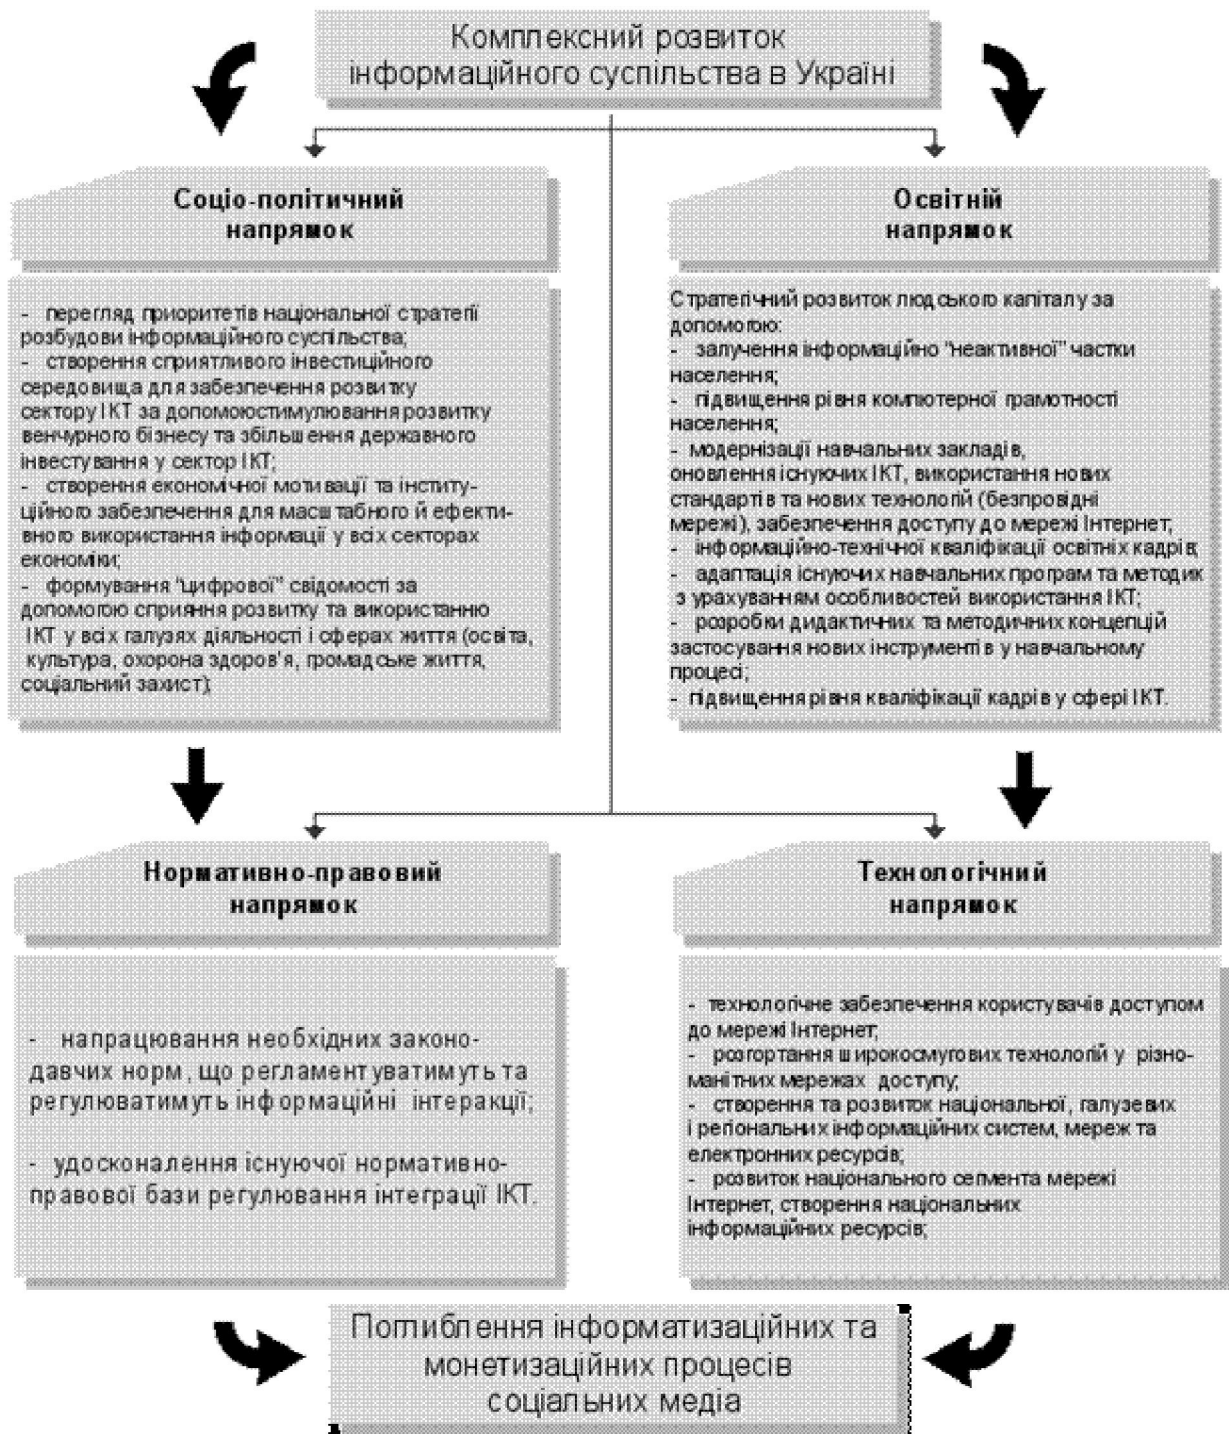 Комплексний розвиток
інформаційного суспільства в Україні
Соціо-політичний
напрямок
- перегляд приоритетів національної стратегії
розбудови інформаційного суспільства;
- створення сприятливого інвестиційного
середовища для забезпечення розвитку
сектору ІКТ за допомоюстимулювання розвитку
венчурного бізнесу та збільшення державного
інвестування у сектор ІКТ;
- створення економічної мотивації та інститу-
ційного забезпечення для масштабного й ефекти-
вного використання інформації у всіх секторах
економіки;
- формування "цифрової" свідомості за
допомогою сприяння розвитку та використанню
ІКТ у всіх галузях діяльності і сферах життя (освіта,
культура, охорона здоров'я, громадське життя,
соціальний захист);
Освітній
напрямок
Стратегічний розвиток людського капіталу за
допомогою:
- залучення інформаційно "неактивної" частки
населення;
- підвищення рівня компютерної грамотності
населення;
- модернізації навчальних закладів,
оновлення існуючих ІКТ, використання нових
стандартів та нових технологій (безпровідні
мережі), забезпечення доступу до мережі Інтернет;
- інформаційно-технічної кваліфікації освітніх кадрів;
- адаптація існуючих навчальних програм та методик
з урахуванням особливостей використання ІКТ;
- розробки дидактичних та методичних концепцій
застосування нових інструментів у навчальному
процесі;
- підвищення рівня кваліфікації кадрів у сфері ІКТ.
Нормативно-правовий
напрямок
- напрацювання необхідних законо-
давчих норм, що регламентуватимуть та
регулюватимуть інформаційні інтеракції;
- удосконалення існуючої нормативно-
правової бази регулювання інтеграції ІКТ.
Технологічний
напрямок
- технологічне забезпечення користувачів доступом
до мережі Інтернет;
- розгортання широкосмугових технологій у різно-
манітних мережах доступу;
- створення та розвиток національної, галузевих
і регіональних інформаційних систем, мереж та
електронних ресурсів;
- розвиток національного сегмента мережі
Інтернет, створення національних
інформаційних ресурсів;
Поглиблення інформатизаційних та
монетизаційних процесів
соціальних медіа